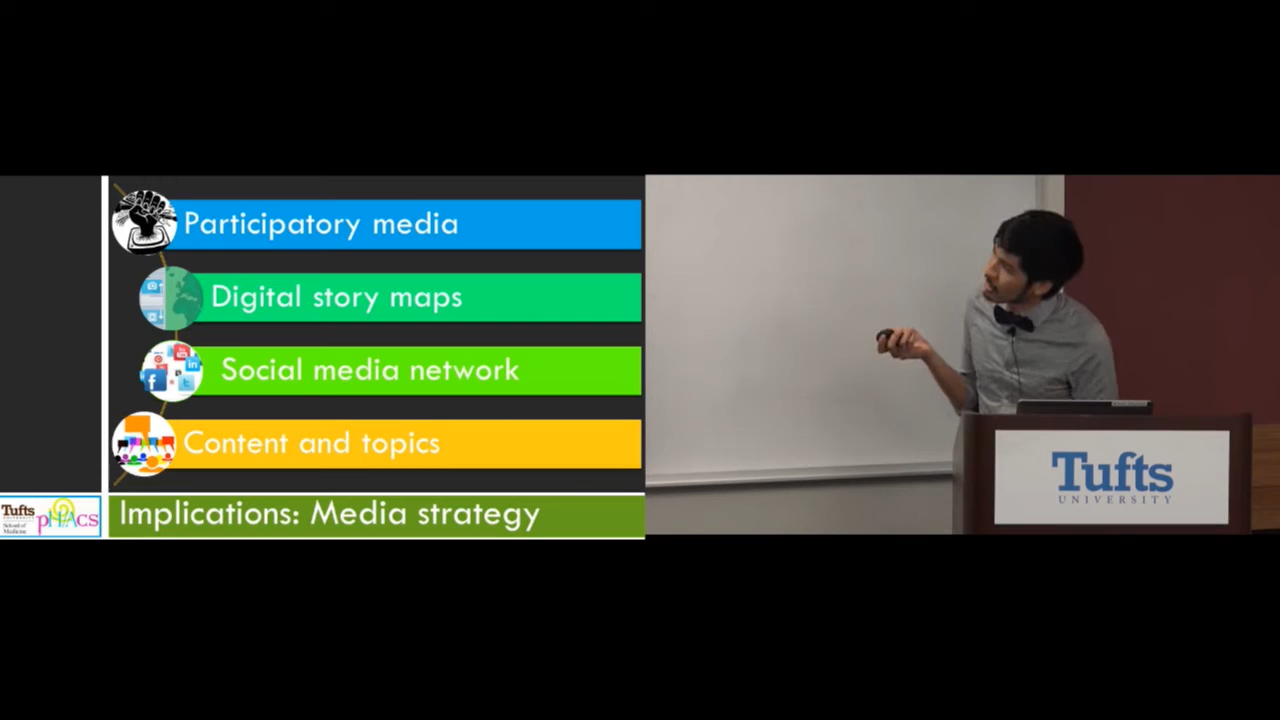 Participatory media
Digital story maps
Social media network
Content and topics
Implications: Media strategy
Tufts
UNIVERSITY
School of
Medicine
pHACS
Tufts
UNIVERSITY